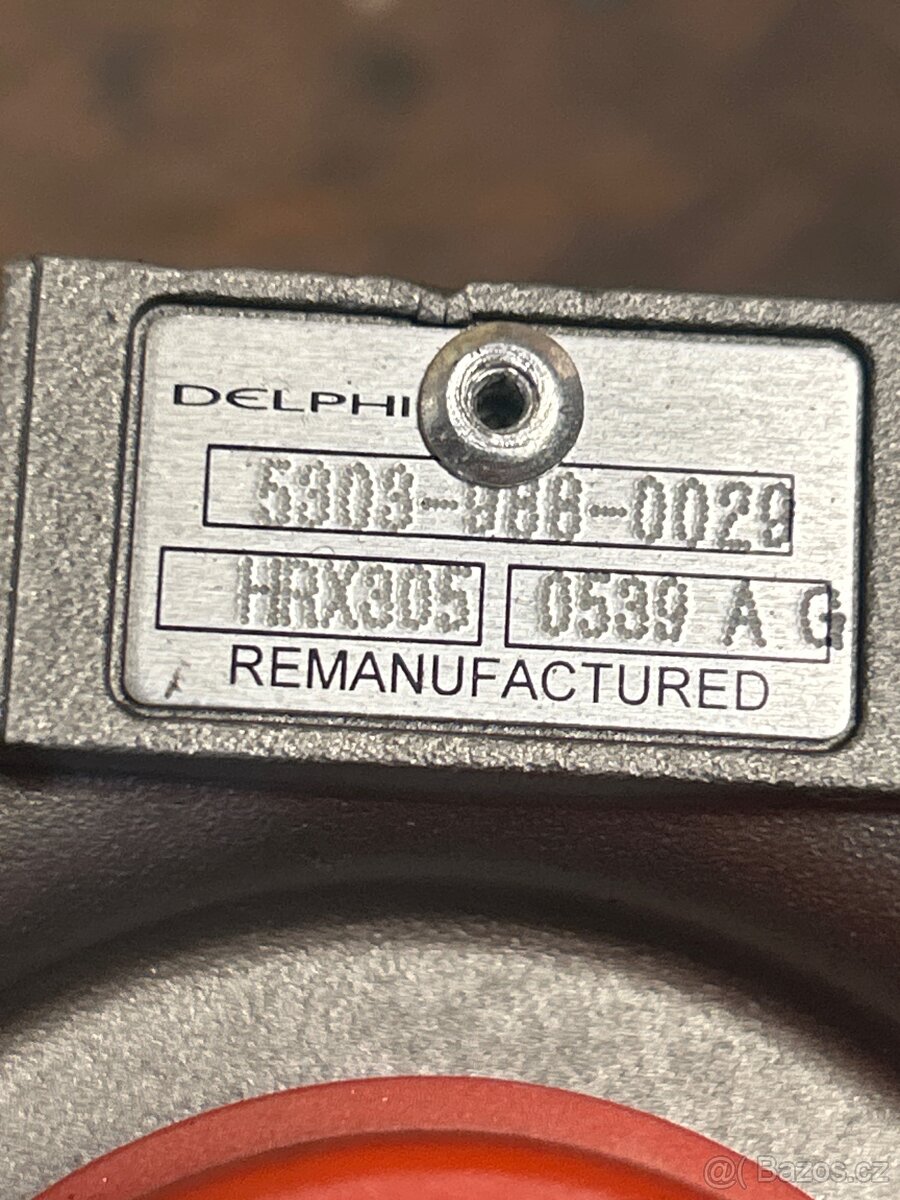 DELPHI
5303-988-0029
HRX305 0539 A G
REMANUFACTURED
@( Bazos.cz